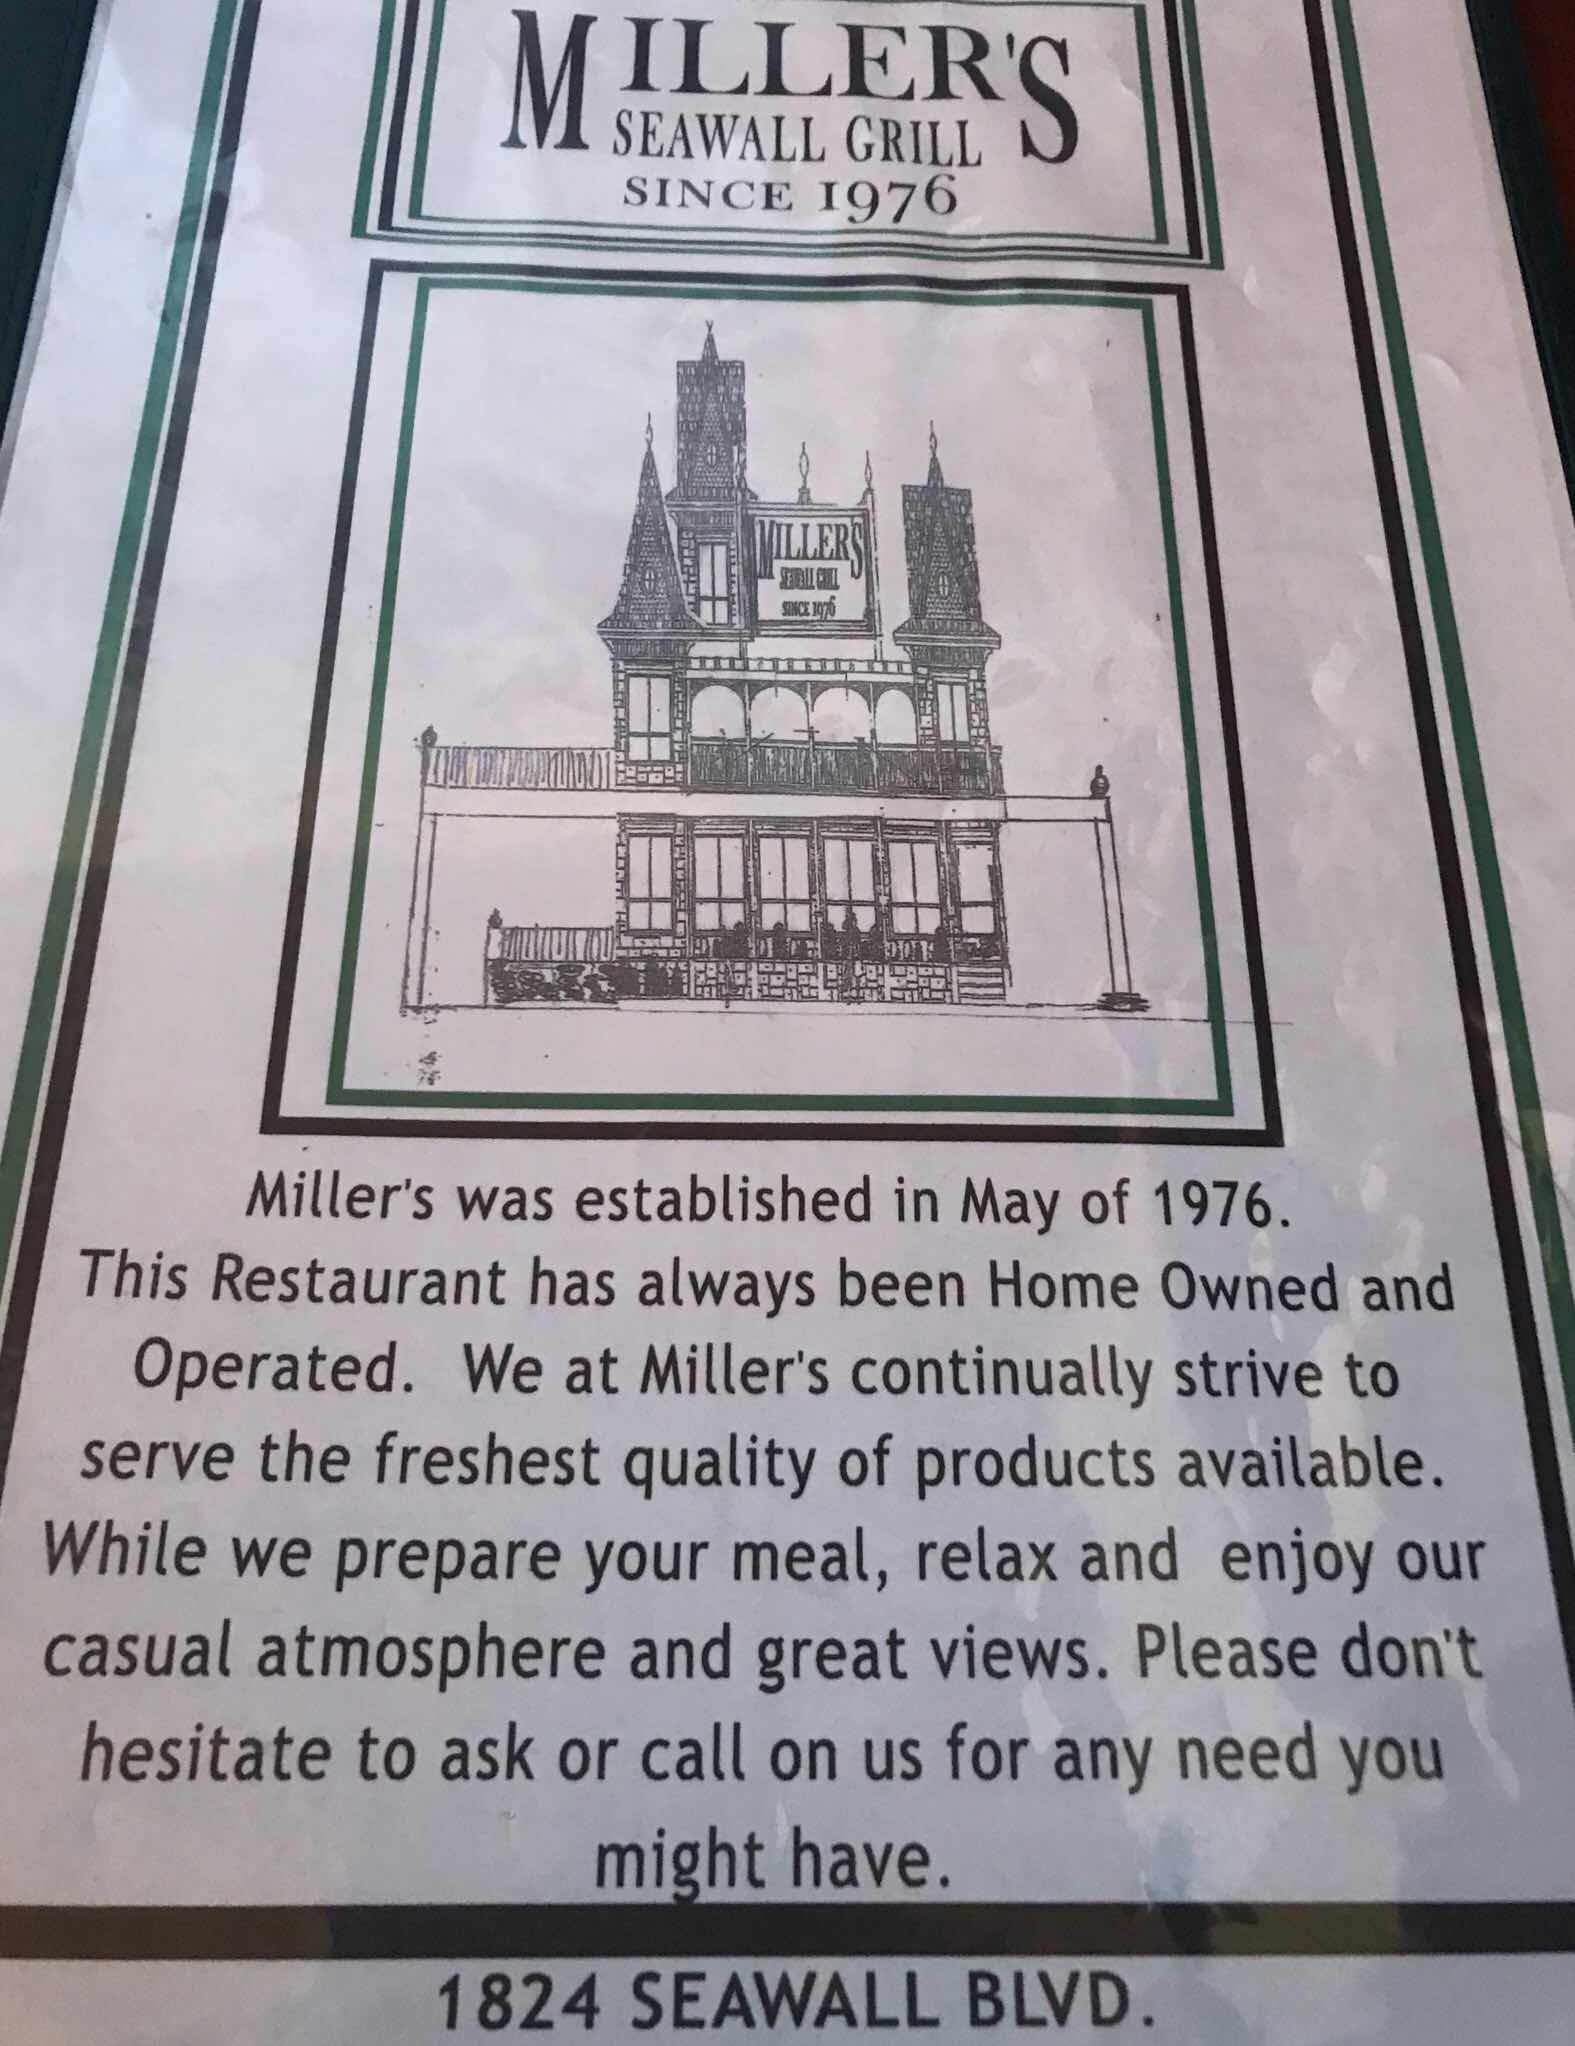 MILLER'S
SEAWALL GRILL
SINCE 1976
MILLER'S
SEAWALL GRILL
SINCE 1976
Miller's was established in May of 1976.
This Restaurant has always been Home Owned and
Operated. We at Miller's continually strive to
serve the freshest quality of products available.
While we prepare your meal, relax and enjoy our
casual atmosphere and great views. Please don't
hesitate to ask or call on us for any need you
might have.
1824 SEAWALL BLVD.